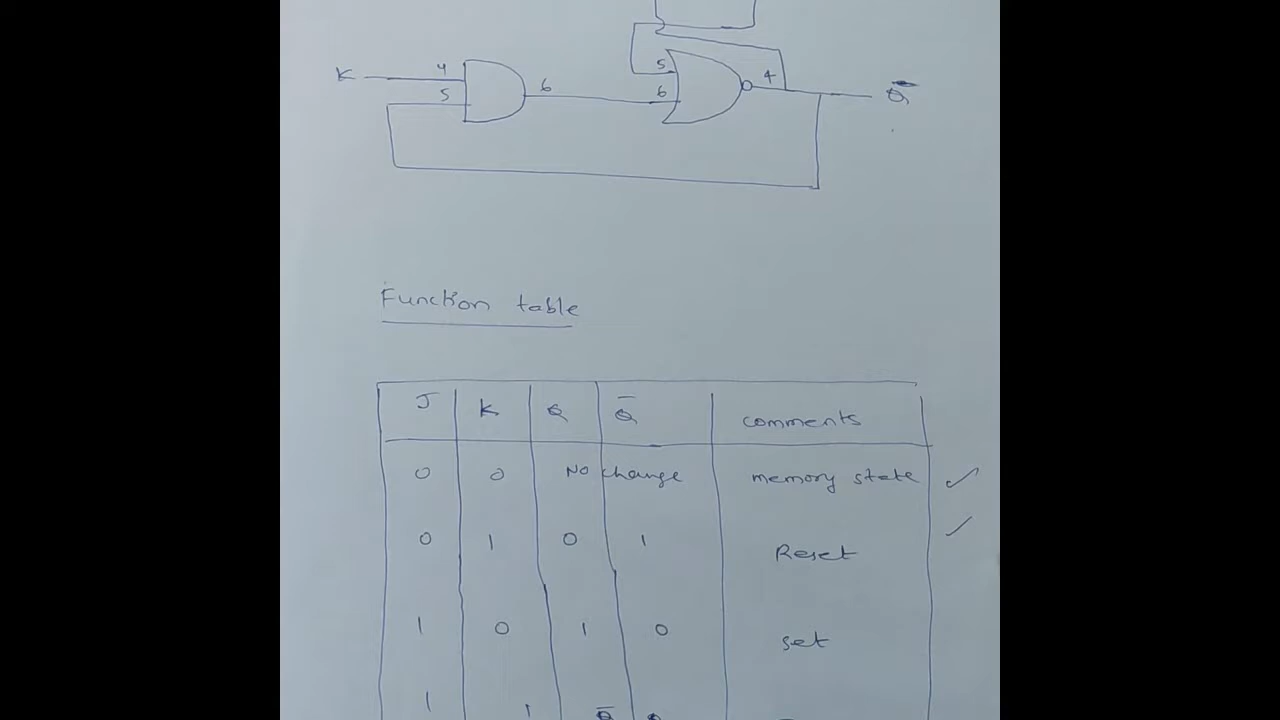 K 4
5
6
5
6
4
Q̅
Function table
J K Q Q̅ comments
0 0 No change memory state ✓
0 1 0 1 Reset ✓
1 0 1 0 set
1 1 Q̅ Q